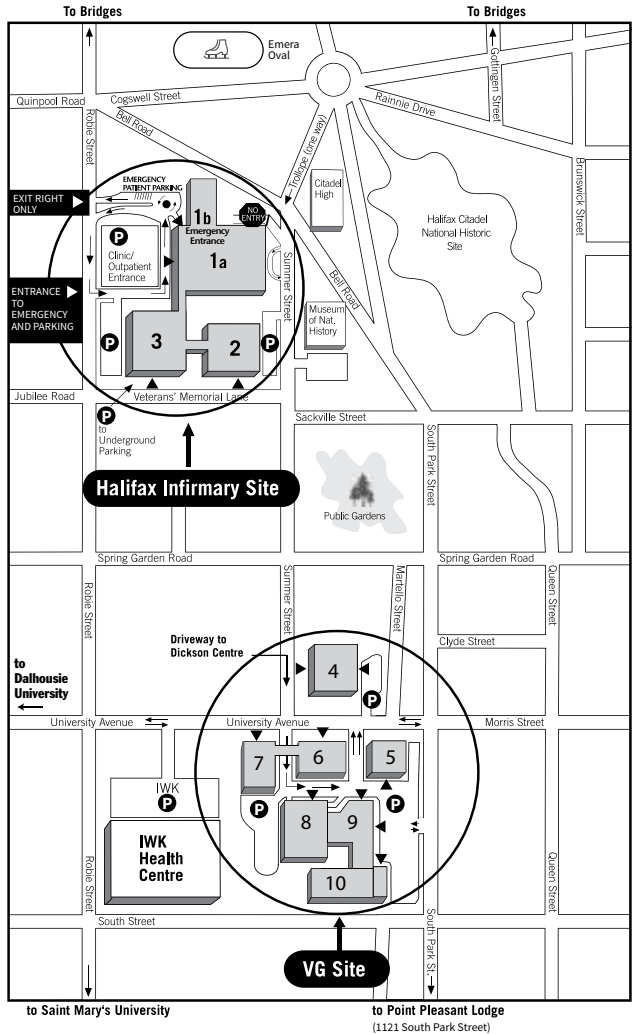 To Bridges
To Bridges
Emera
Oval
Gottingen Street
Quinpool Road
Cogswell Street
Rainnie Drive
Bell Road
Robie Street
Trollope (one way)
Brunswick Street
EMERGENCY
PATIENT PARKING
EXIT RIGHT
ONLY
1b
NO
ENTRY
Citadel
High
Halifax Citadel
National Historic
Site
P
Emergency
Entrance
Clinic/
Outpatient
Entrance
1a
Summer Street
Bell Road
ENTRANCE
TO
EMERGENCY
AND PARKING
Museum
of Nat.
History
P
3
2
P
Jubilee Road
Veterans' Memorial Lane
P
to
Underground
Parking
Sackville Street
South Park Street
Halifax Infirmary Site
Public Gardens
Spring Garden Road
Spring Garden Road
Robie Street
Summer Street
Martello Street
Queen Street
Driveway to
Dickson Centre
Clyde Street
to
Dalhousie
University
4
P
University Avenue
University Avenue
Morris Street
7
6
5
IWK
P
P
P
8
9
IWK
Health
Centre
Robie Street
Queen Street
10
South Street
South Park St.
VG Site
to Saint Mary's University
to Point Pleasant Lodge
(1121 South Park Street)